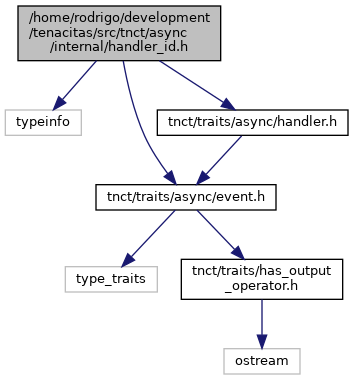 /home/rodrigo/development
/tenacitas/src/tnct/async
/internal/handler_id.h
typeinfo
tnct/traits/async/handler.h
tnct/traits/async/event.h
type_traits
tnct/traits/has_output
_operator.h
ostream